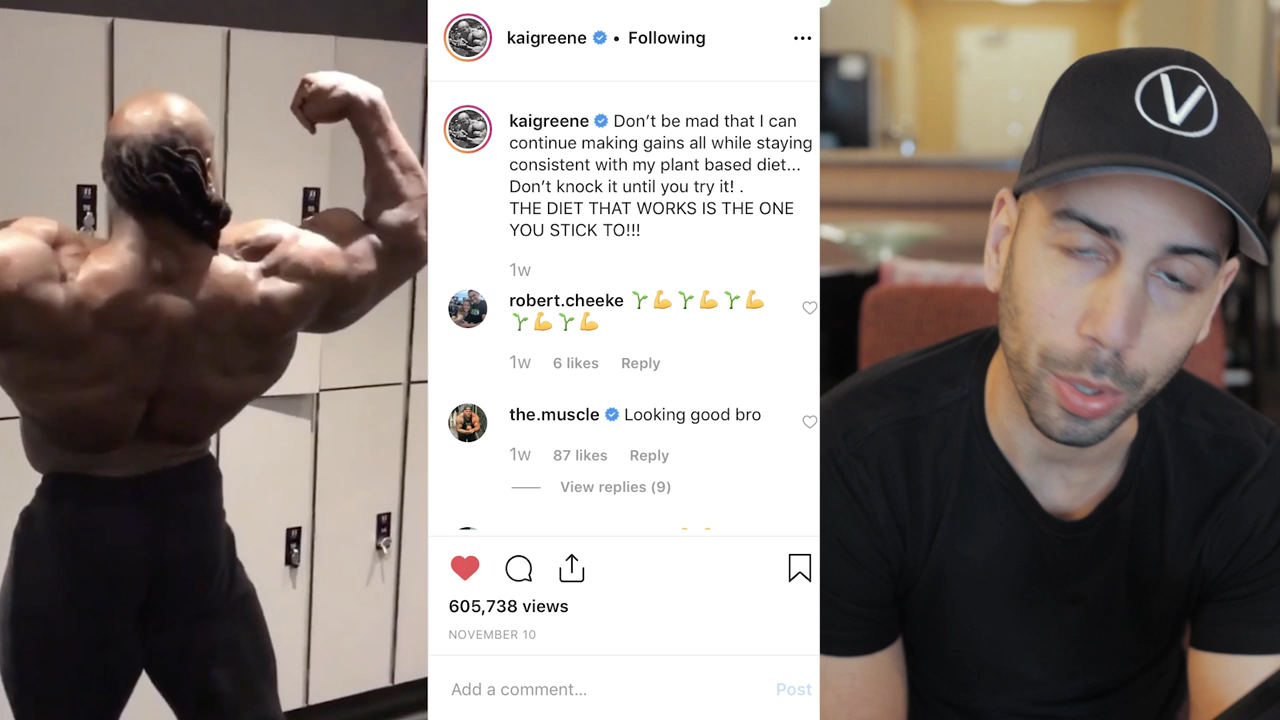 kaigreene • Following
kaigreene Don't be mad that I can
continue making gains all while staying
consistent with my plant based diet...
Don't knock it until you try it! .
THE DIET THAT WORKS IS THE ONE
YOU STICK TO!!!
1w
robert.cheeke 🌱💪🌱💪🌱💪
🌱💪🌱💪
1w 6 likes Reply
the.muscle Looking good bro
1w 87 likes Reply
View replies (9)
605,738 views
NOVEMBER 10
Add a comment... Post
V